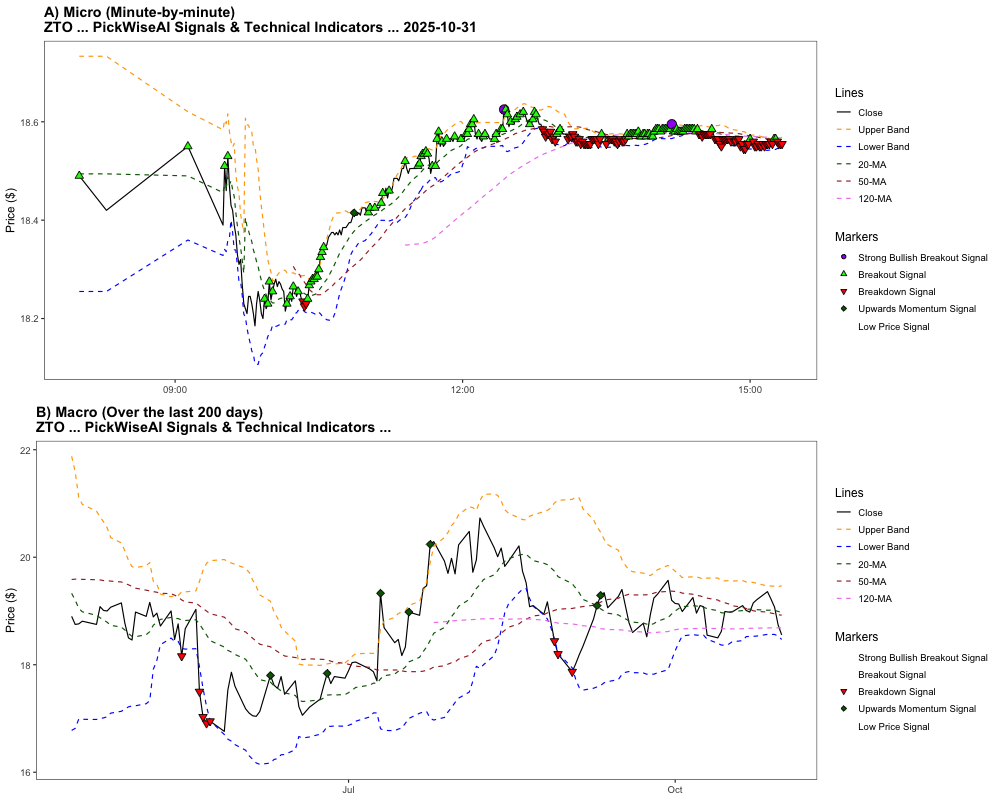 A) Micro (Minute-by-minute)
ZTO ... PickWiseAI Signals & Technical Indicators ... 2025-10-31
Price ($)
18.6
18.4
18.2
09:00
12:00
15:00
Lines
Close
Upper Band
Lower Band
20-MA
50-MA
120-MA
Markers
Strong Bullish Breakout Signal
Breakout Signal
Breakdown Signal
Upwards Momentum Signal
Low Price Signal
B) Macro (Over the last 200 days)
ZTO ... PickWiseAI Signals & Technical Indicators ...
Price ($)
22
20
18
16
Jul
Oct
Lines
Close
Upper Band
Lower Band
20-MA
50-MA
120-MA
Markers
Strong Bullish Breakout Signal
Breakout Signal
Breakdown Signal
Upwards Momentum Signal
Low Price Signal